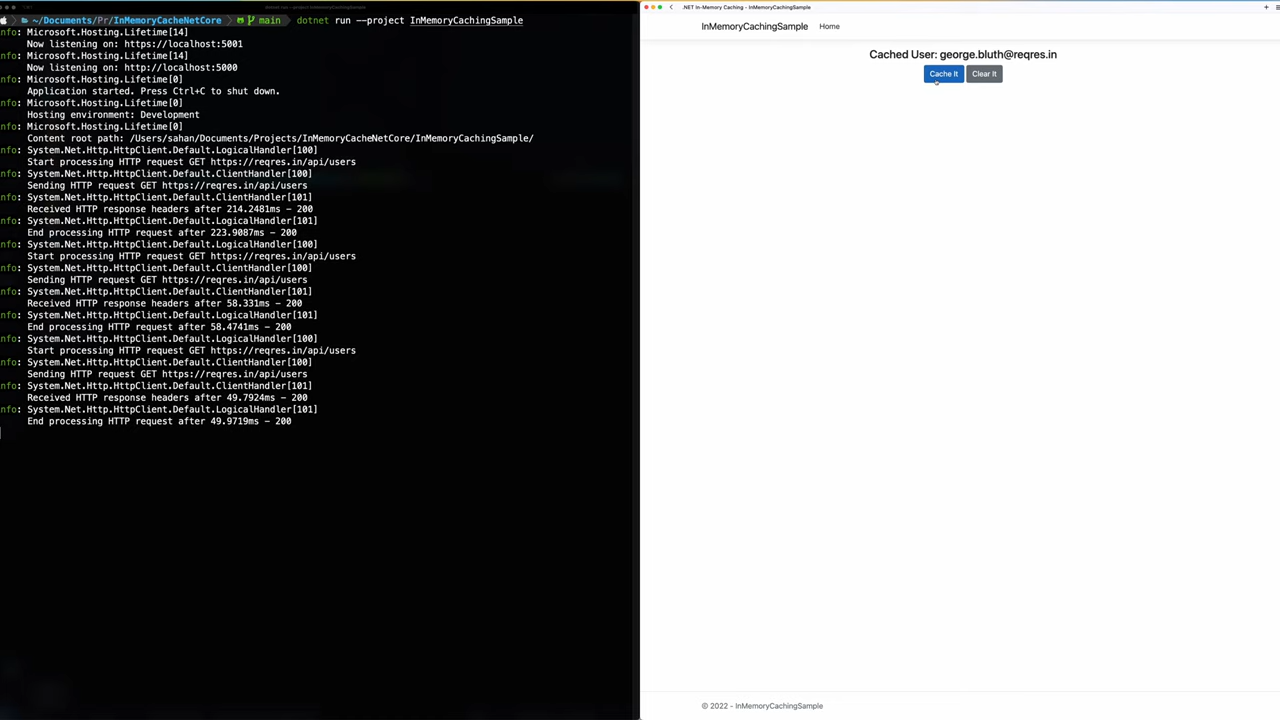 ~/Documents/Pr/InMemoryCacheNetCore main dotnet run --project InMemoryCachingSample
nfo: Microsoft.Hosting.Lifetime[14]
Now listening on: https://localhost:5001
nfo: Microsoft.Hosting.Lifetime[14]
Now listening on: http://localhost:5000
nfo: Microsoft.Hosting.Lifetime[0]
Application started. Press Ctrl+C to shut down.
nfo: Microsoft.Hosting.Lifetime[0]
Hosting environment: Development
nfo: Microsoft.Hosting.Lifetime[0]
Content root path: /Users/sahan/Documents/Projects/InMemoryCacheNetCore/InMemoryCachingSample/
nfo: System.Net.Http.HttpClient.Default.LogicalHandler[100]
Start processing HTTP request GET https://reqres.in/api/users
nfo: System.Net.Http.HttpClient.Default.ClientHandler[100]
Sending HTTP request GET https://reqres.in/api/users
nfo: System.Net.Http.HttpClient.Default.ClientHandler[101]
Received HTTP response headers after 214.2481ms - 200
nfo: System.Net.Http.HttpClient.Default.LogicalHandler[101]
End processing HTTP request after 223.9087ms - 200
nfo: System.Net.Http.HttpClient.Default.LogicalHandler[100]
Start processing HTTP request GET https://reqres.in/api/users
nfo: System.Net.Http.HttpClient.Default.ClientHandler[100]
Sending HTTP request GET https://reqres.in/api/users
nfo: System.Net.Http.HttpClient.Default.ClientHandler[101]
Received HTTP response headers after 58.331ms - 200
nfo: System.Net.Http.HttpClient.Default.LogicalHandler[101]
End processing HTTP request after 58.4741ms - 200
nfo: System.Net.Http.HttpClient.Default.LogicalHandler[100]
Start processing HTTP request GET https://reqres.in/api/users
nfo: System.Net.Http.HttpClient.Default.ClientHandler[100]
Sending HTTP request GET https://reqres.in/api/users
nfo: System.Net.Http.HttpClient.Default.ClientHandler[101]
Received HTTP response headers after 49.7924ms - 200
nfo: System.Net.Http.HttpClient.Default.LogicalHandler[101]
End processing HTTP request after 49.9719ms - 200
.NET In-Memory Caching - InMemoryCachingSample
InMemoryCachingSample Home
Cached User: george.bluth@reqres.in
Cache It Clear It
© 2022 - InMemoryCachingSample